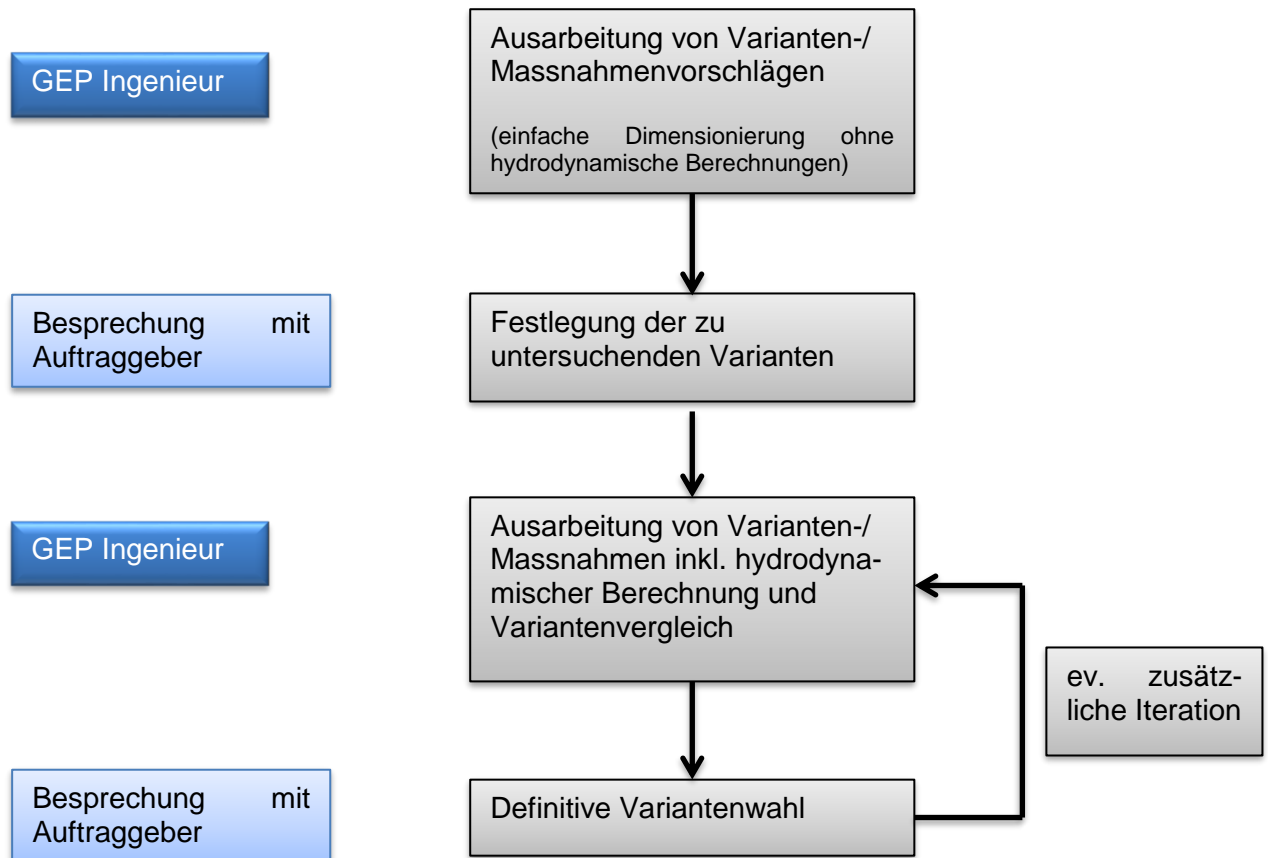 GEP Ingenieur
Ausarbeitung von Varianten-/
Massnahmenvorschlägen
(einfache Dimensionierung ohne
hydrodynamische Berechnungen)
Besprechung mit
Auftraggeber
Festlegung der zu
untersuchenden Varianten
GEP Ingenieur
Ausarbeitung von Varianten-/
Massnahmen inkl. hydrodyna-
mischer Berechnung und
Variantenvergleich
ev. zusätz-
liche Iteration
Besprechung mit
Auftraggeber
Definitive Variantenwahl